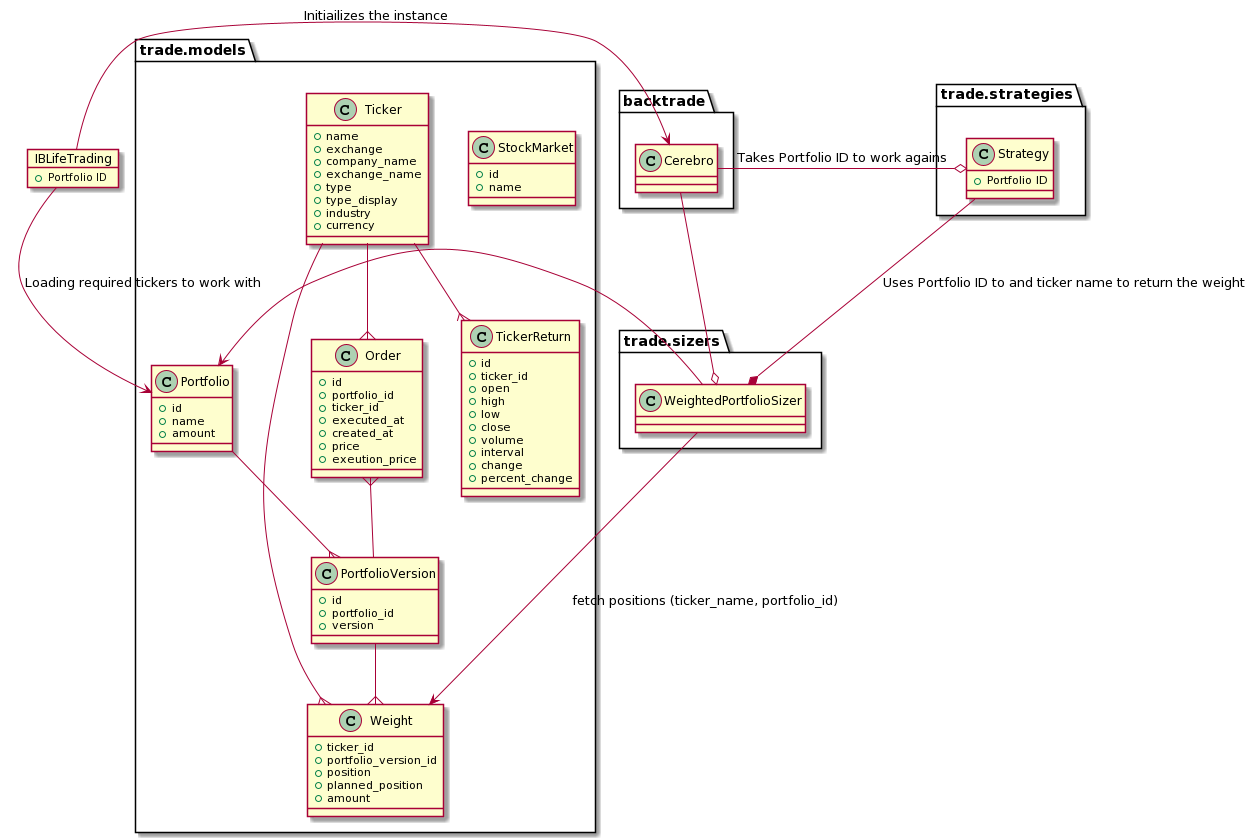 Initiailizes the instance
trade.models
IBLifeTrading
Portfolio ID
C Ticker
name
exchange
company_name
exchange_name
type
type_display
industry
currency
C StockMarket
id
name
backtrade
C Cerebro
Takes Portfolio ID to work agains
trade.strategies
C Strategy
Portfolio ID
Loading required tickers to work with
Uses Portfolio ID to and ticker name to return the weight
C Portfolio
id
name
amount
C Order
id
portfolio_id
ticker_id
executed_at
created_at
price
exeution_price
C TickerReturn
id
ticker_id
open
high
low
close
volume
interval
change
percent_change
trade.sizers
C WeightedPortfolioSizer
C PortfolioVersion
id
portfolio_id
version
fetch positions (ticker_name, portfolio_id)
C Weight
ticker_id
portfolio_version_id
position
planned_position
amount